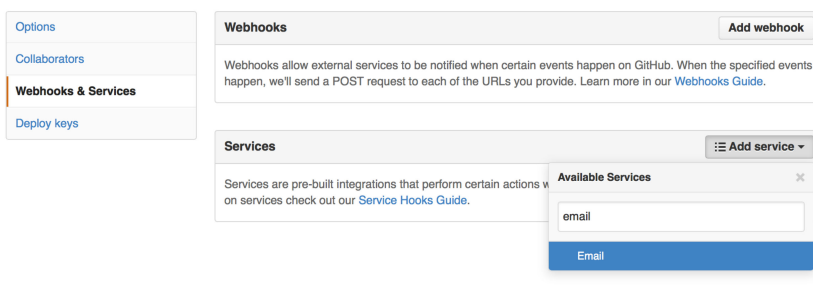 Options
Collaborators
Webhooks & Services
Deploy keys
Webhooks
Add webhook
Webhooks allow external services to be notified when certain events happen on GitHub. When the specified events
happen, we'll send a POST request to each of the URLs you provide. Learn more in our Webhooks Guide.
Services
Add service
Services are pre-built integrations that perform certain actions
on services check out our Service Hooks Guide.
Available Services
email
Email